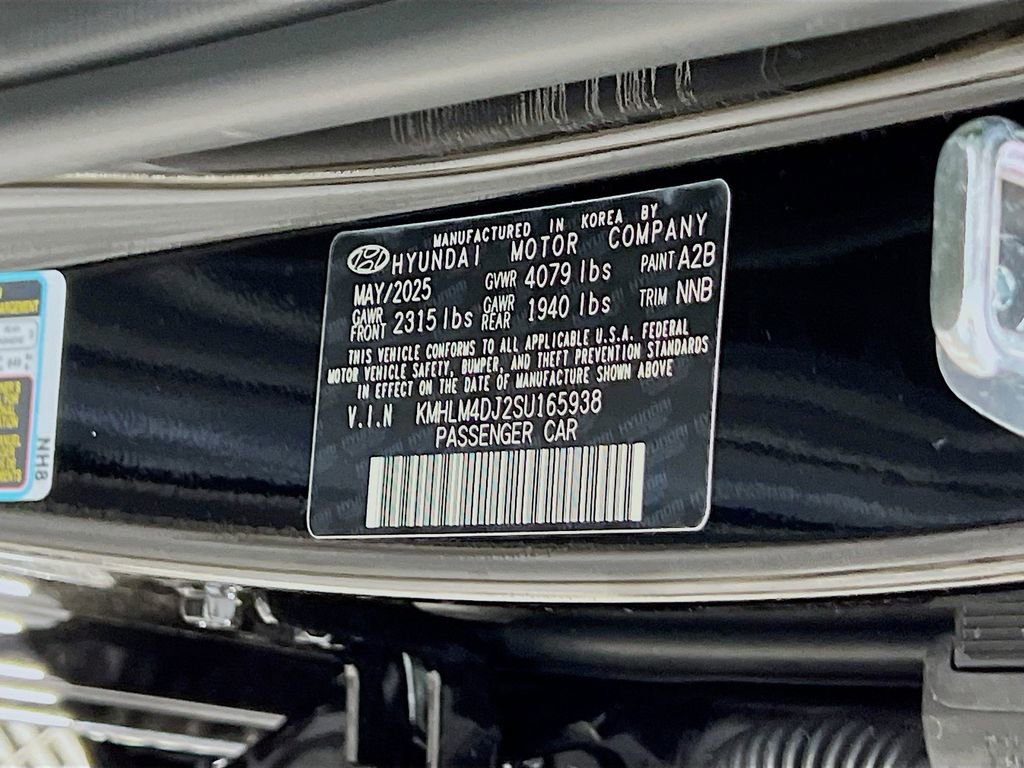 MANUFACTURED IN KOREA BY
HYUNDAI MOTOR COMPANY
MAY/2025 GVWR 4079 lbs PAINT A2B
GAWR FRONT 2315 lbs GAWR REAR 1940 lbs TRIM NNB
THIS VEHICLE CONFORMS TO ALL APPLICABLE U.S.A. FEDERAL
MOTOR VEHICLE SAFETY, BUMPER, AND THEFT PREVENTION STANDARDS
IN EFFECT ON THE DATE OF MANUFACTURE SHOWN ABOVE
V.I.N KMHLM4DJ2SU165938
PASSENGER CAR
NH8